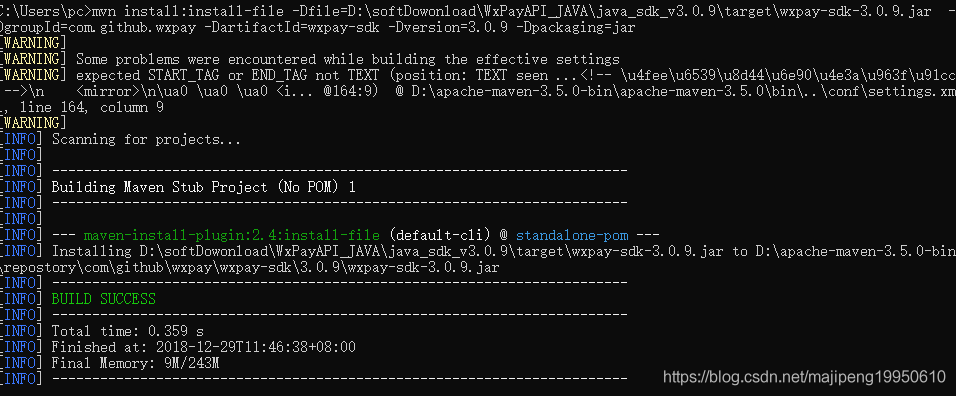 C:\Users\pc>mvn install:install-file -Dfile=D:\softDowonload\WxPayAPI_JAVA\java_sdk_v3.0.9\target\wxpay-sdk-3.0.9.jar -
DgroupId=com.github.wxpay -DartifactId=wxpay-sdk -Dversion=3.0.9 -Dpackaging=jar
[WARNING]
[WARNING] Some problems were encountered while building the effective settings
[WARNING] expected START_TAG or END_TAG not TEXT (position: TEXT seen ...<!-- \u4fee\u6539\u8d44\u6e90\u4e3a\u963f\u91cc
-->\n    <mirror>\n\ua0 \ua0 \ua0 <i... @164:9)  @ D:\apache-maven-3.5.0-bin\apache-maven-3.5.0\bin\..\conf\settings.xm
l, line 164, column 9
[WARNING]
[INFO] Scanning for projects...
[INFO]
[INFO] ------------------------------------------------------------------------
[INFO] Building Maven Stub Project (No POM) 1
[INFO] ------------------------------------------------------------------------
[INFO]
[INFO] --- maven-install-plugin:2.4:install-file (default-cli) @ standalone-pom ---
[INFO] Installing D:\softDowonload\WxPayAPI_JAVA\java_sdk_v3.0.9\target\wxpay-sdk-3.0.9.jar to D:\apache-maven-3.5.0-bin
\repostory\com\github\wxpay\wxpay-sdk\3.0.9\wxpay-sdk-3.0.9.jar
[INFO] ------------------------------------------------------------------------
[INFO] BUILD SUCCESS
[INFO] ------------------------------------------------------------------------
[INFO] Total time: 0.359 s
[INFO] Finished at: 2018-12-29T11:46:38+08:00
[INFO] Final Memory: 9M/243M
[INFO] ------------------------------------------------------------------------
https://blog.csdn.net/majipeng19950610